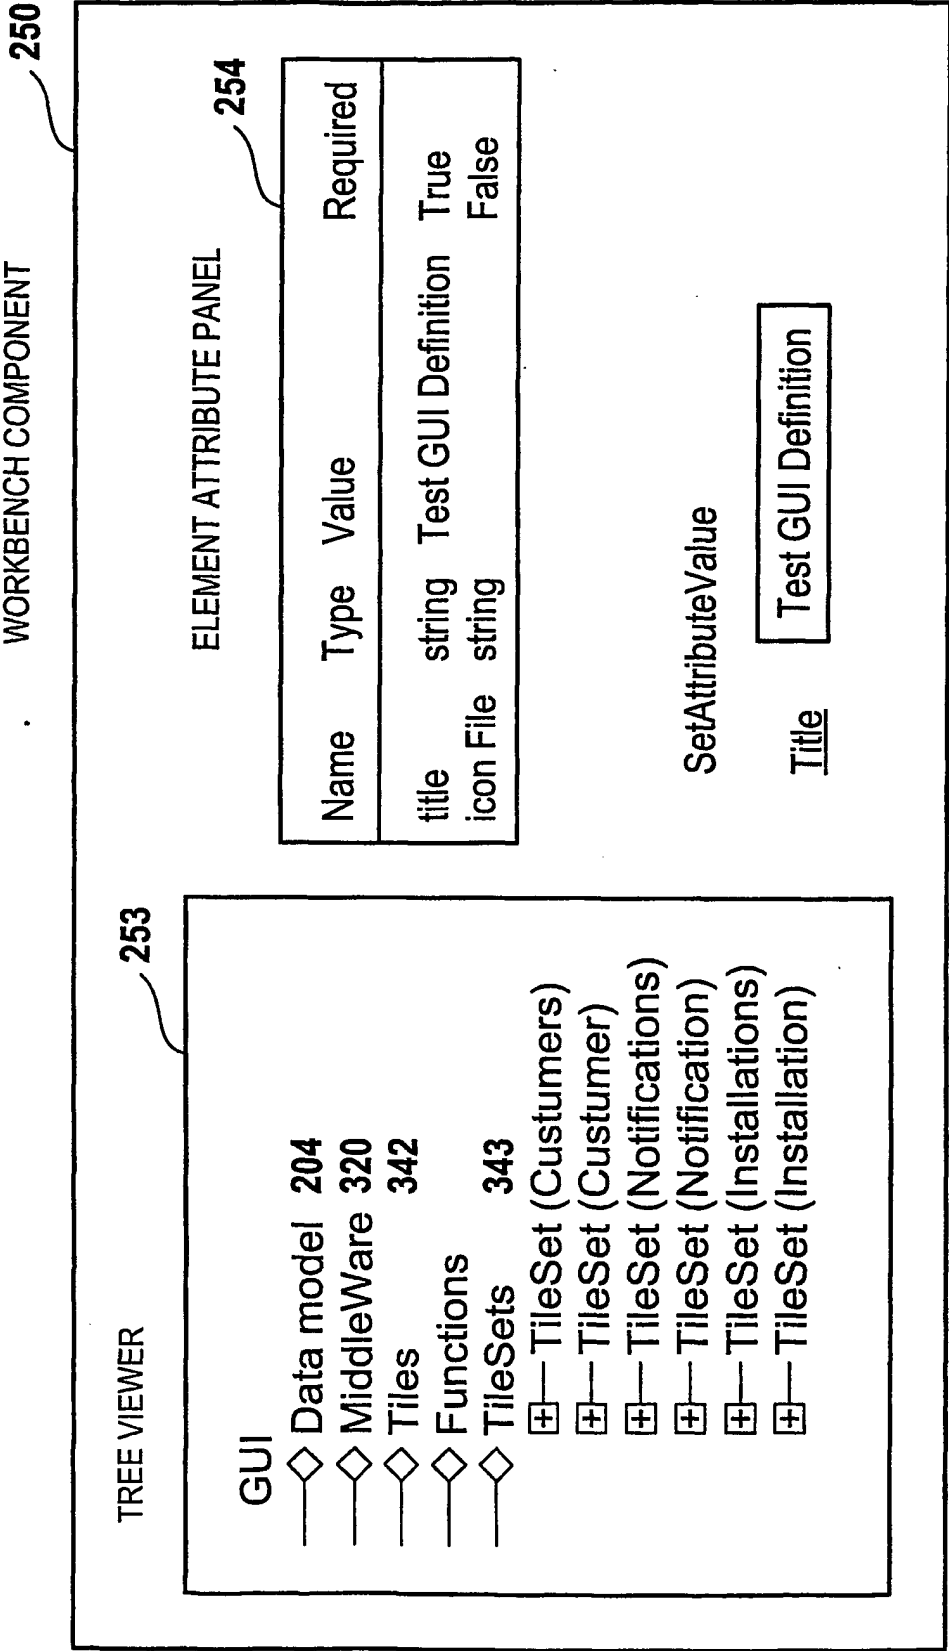 WORKBENCH COMPONENT
250
TREE VIEWER
253
GUI
Data model 204
MiddleWare 320
Tiles 342
Functions
TileSets 343
TileSet (Custumers)
TileSet (Custumer)
TileSet (Notifications)
TileSet (Notification)
TileSet (Installations)
TileSet (Installation)
ELEMENT ATTRIBUTE PANEL
254
Name Type Value Required
title string Test GUI Definition True
icon File string False
SetAttributeValue
Title Test GUI Definition